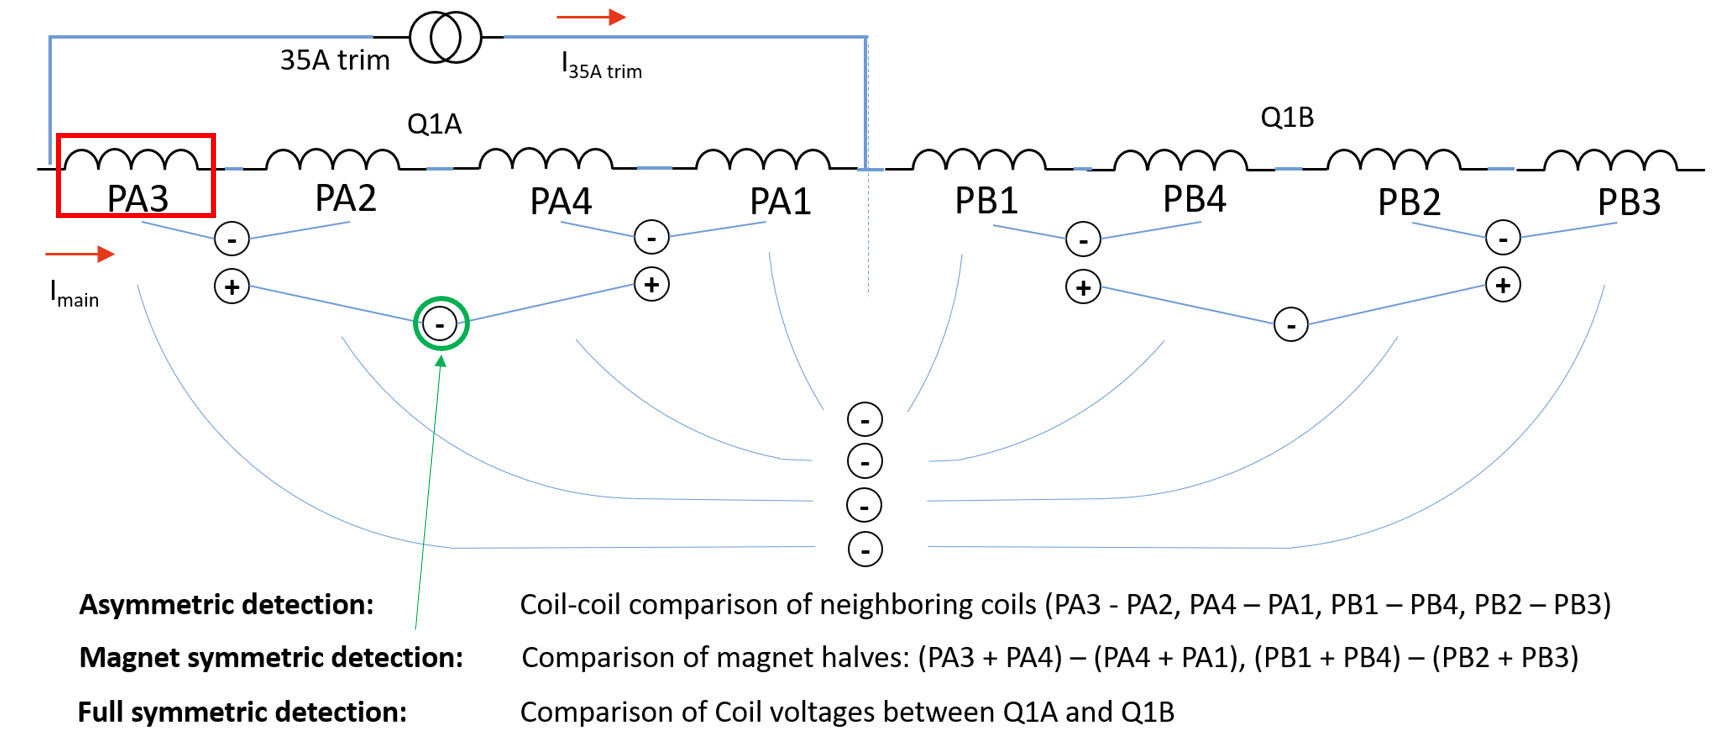 35A trim
I35A trim
Q1A
Q1B
PA3
PA2
PA4
PA1
PB1
PB4
PB2
PB3
-
-
-
-
+
+
+
+
Imain
-
-
-
-
-
-
Asymmetric detection: Coil-coil comparison of neighboring coils (PA3 - PA2, PA4 – PA1, PB1 – PB4, PB2 – PB3)
Magnet symmetric detection: Comparison of magnet halves: (PA3 + PA4) – (PA4 + PA1), (PB1 + PB4) – (PB2 + PB3)
Full symmetric detection: Comparison of Coil voltages between Q1A and Q1B